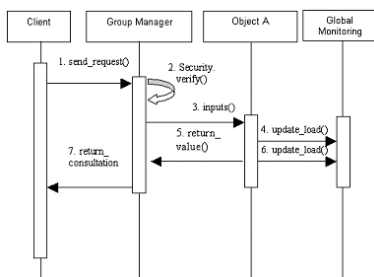 Client
Group Manager
Object A
Global
Monitoring
1. send_request()
2. Security.
verify()
3. inputs()
4. update_load()
5. return_
value()
6. update_load()
7. return_
consultation